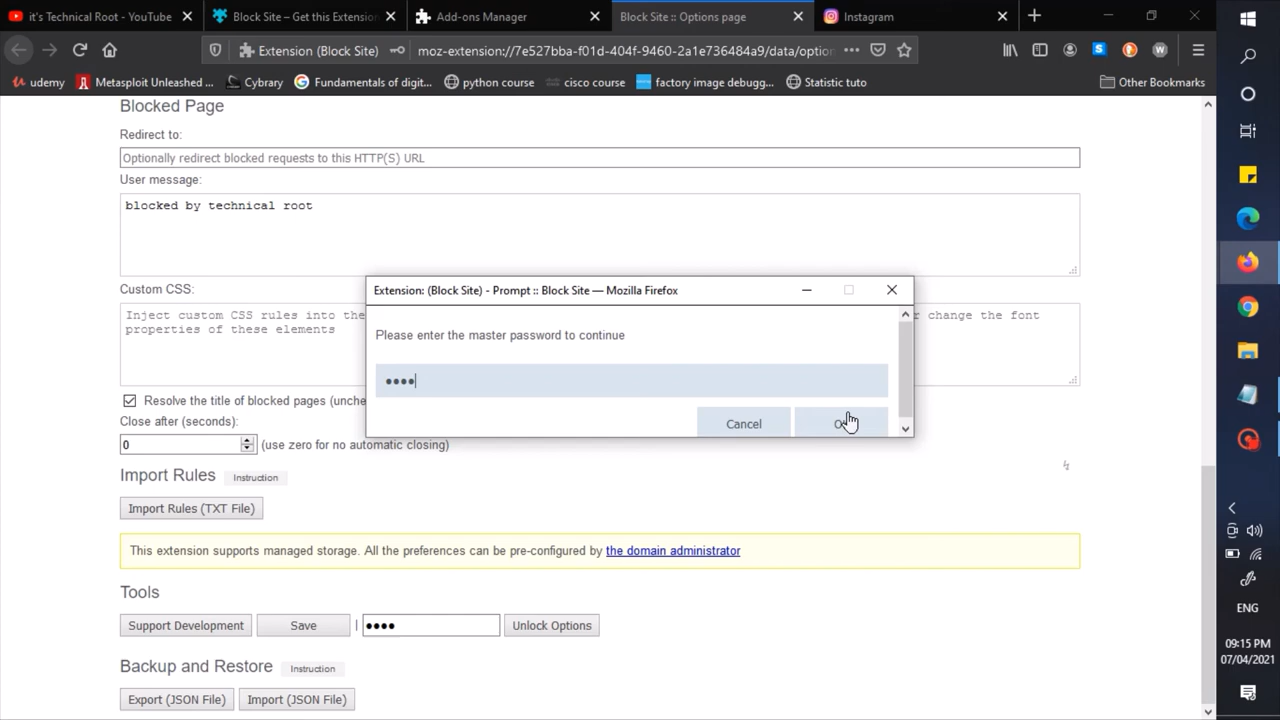 it's Technical Root - YouTube
Block Site – Get this Extension
Add-ons Manager
Block Site :: Options page
Instagram
Extension (Block Site)
moz-extension://7e527bba-f01d-404f-9460-2a1e736484a9/data/optio
udemy
Metasploit Unleashed ...
Cybrary
Fundamentals of digit...
python course
cisco course
factory image debugg...
Statistic tuto
Other Bookmarks
Blocked Page
Redirect to:
Optionally redirect blocked requests to this HTTP(S) URL
User message:
blocked by technical root
Custom CSS:
Inject custom CSS rules into the
r change the font
properties of these elements
Extension: (Block Site) - Prompt :: Block Site — Mozilla Firefox
Please enter the master password to continue
••••
Cancel
Resolve the title of blocked pages (unche
Close after (seconds):
0
(use zero for no automatic closing)
Import Rules
Instruction
Import Rules (TXT File)
This extension supports managed storage. All the preferences can be pre-configured by the domain administrator
Tools
Support Development
Save
|
••••
Unlock Options
Backup and Restore
Instruction
Export (JSON File)
Import (JSON File)
ENG
09:15 PM
07/04/2021